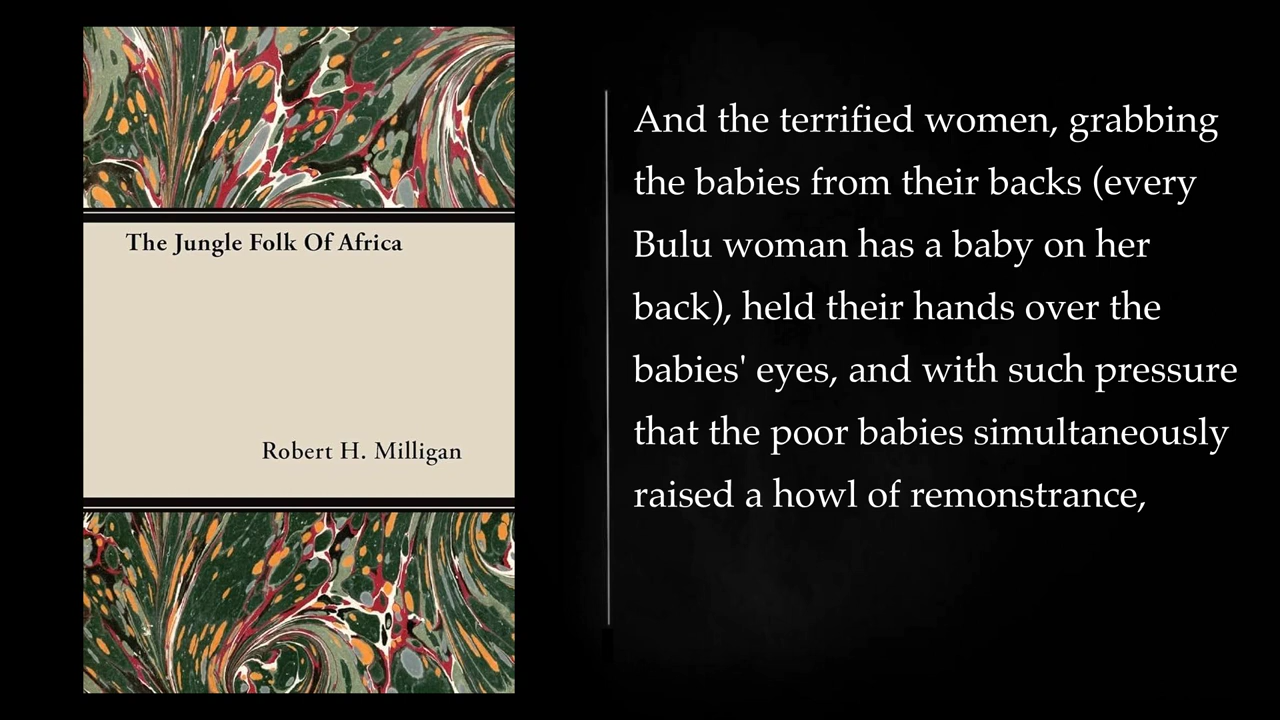 The Jungle Folk Of Africa
Robert H. Milligan
And the terrified women, grabbing
the babies from their backs (every
Bulu woman has a baby on her
back), held their hands over the
babies' eyes, and with such pressure
that the poor babies simultaneously
raised a howl of remonstrance,